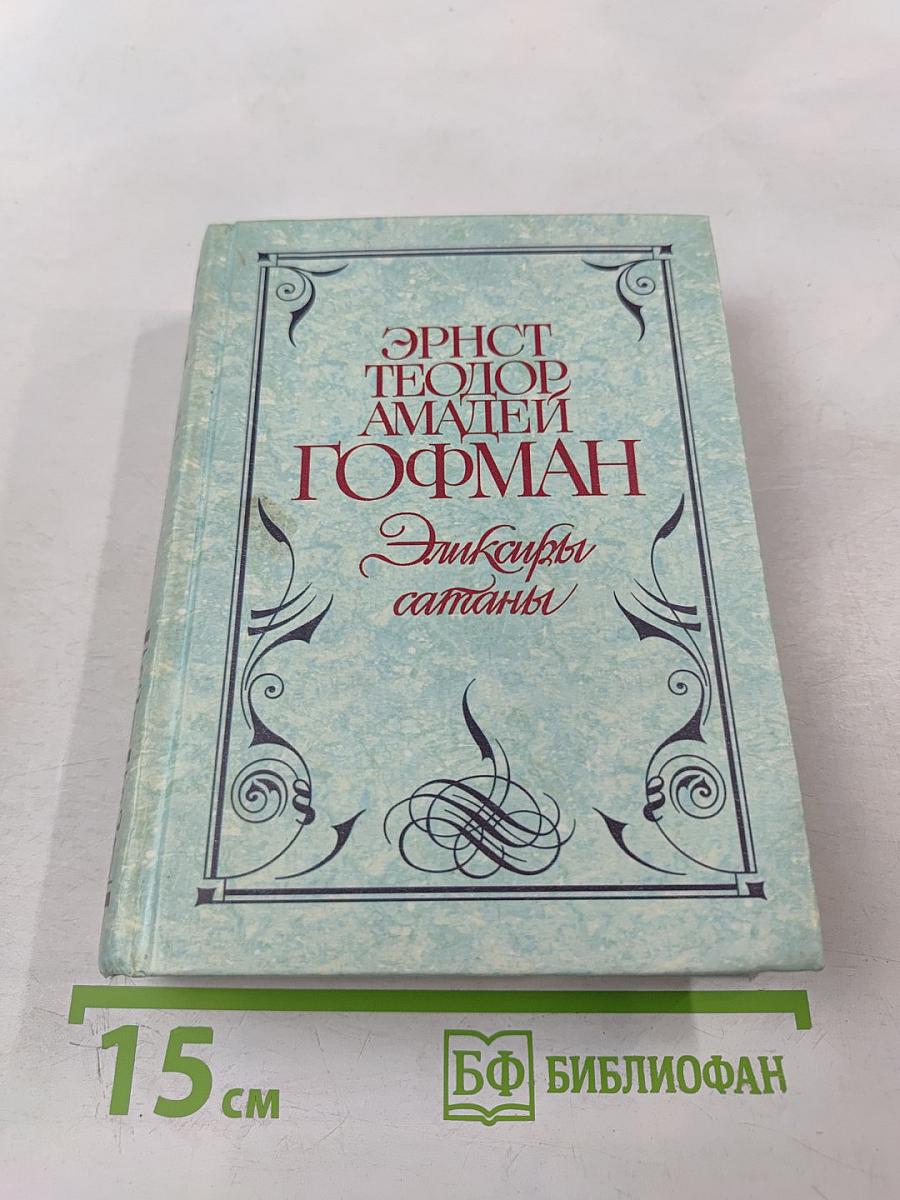 ЭРНСТ
ТЕОДОР
АМАДЕЙ
ГОФМАН
Эликсиры
сатаны
15 см
БФ БИБЛИОФАН